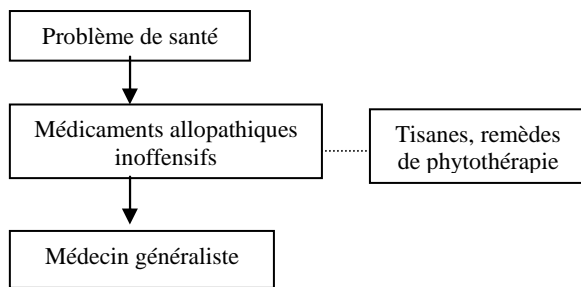 Problème de santé
Médicaments allopathiques
inoffensifs
Tisanes, remèdes
de phytothérapie
Médecin généraliste